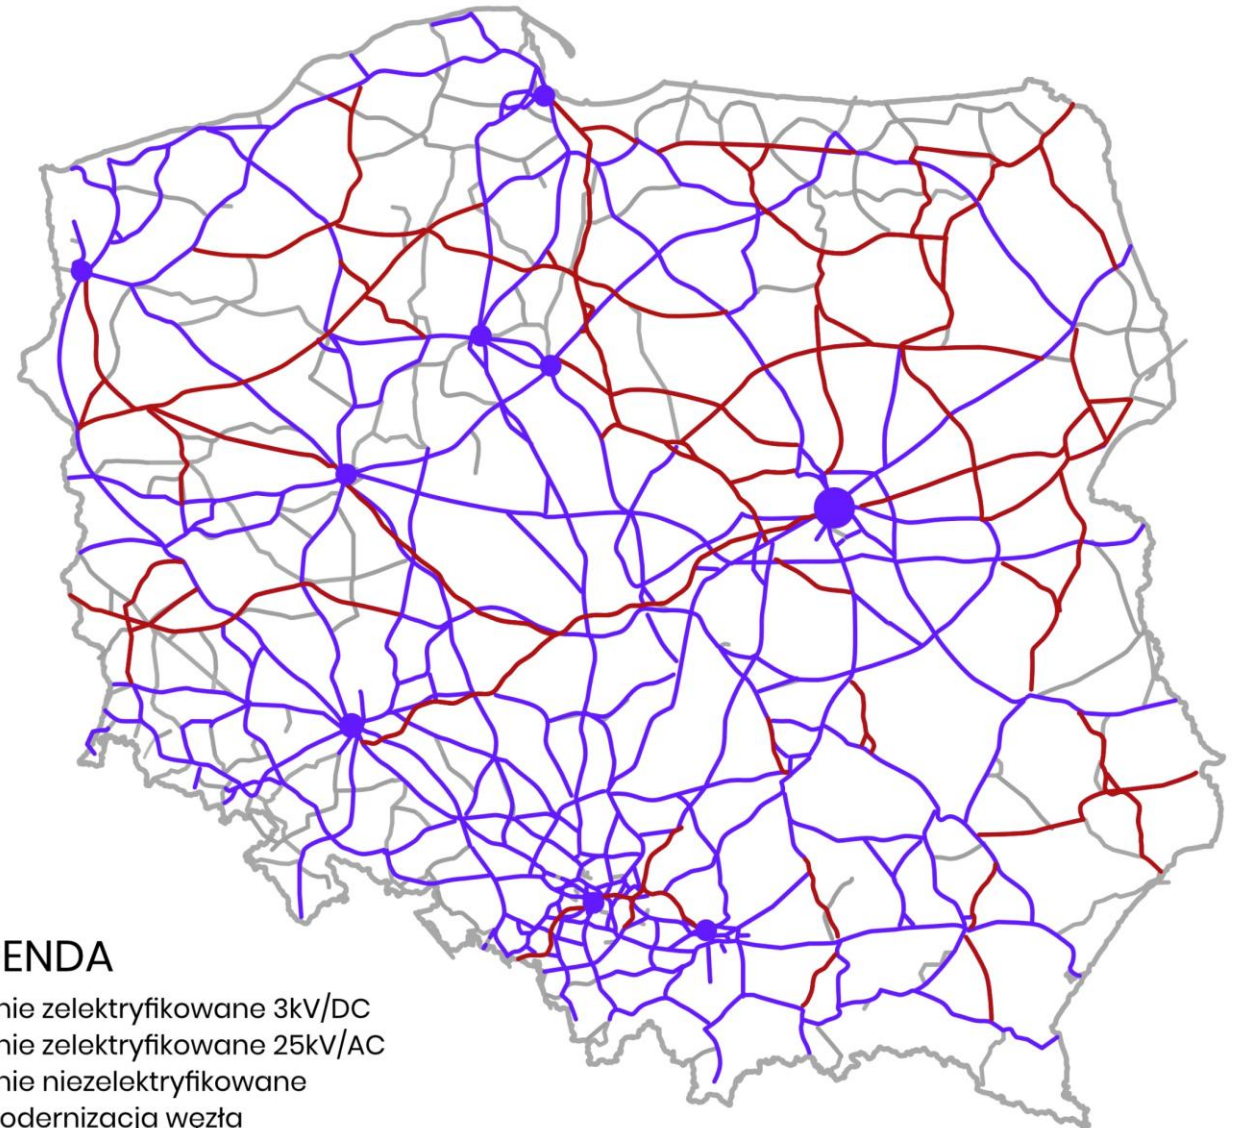 ENDA
nie zelektryfikowane 3kV/DC
nie zelektryfikowane 25kV/AC
nie niezelektryfikowane
odernizacja węzła